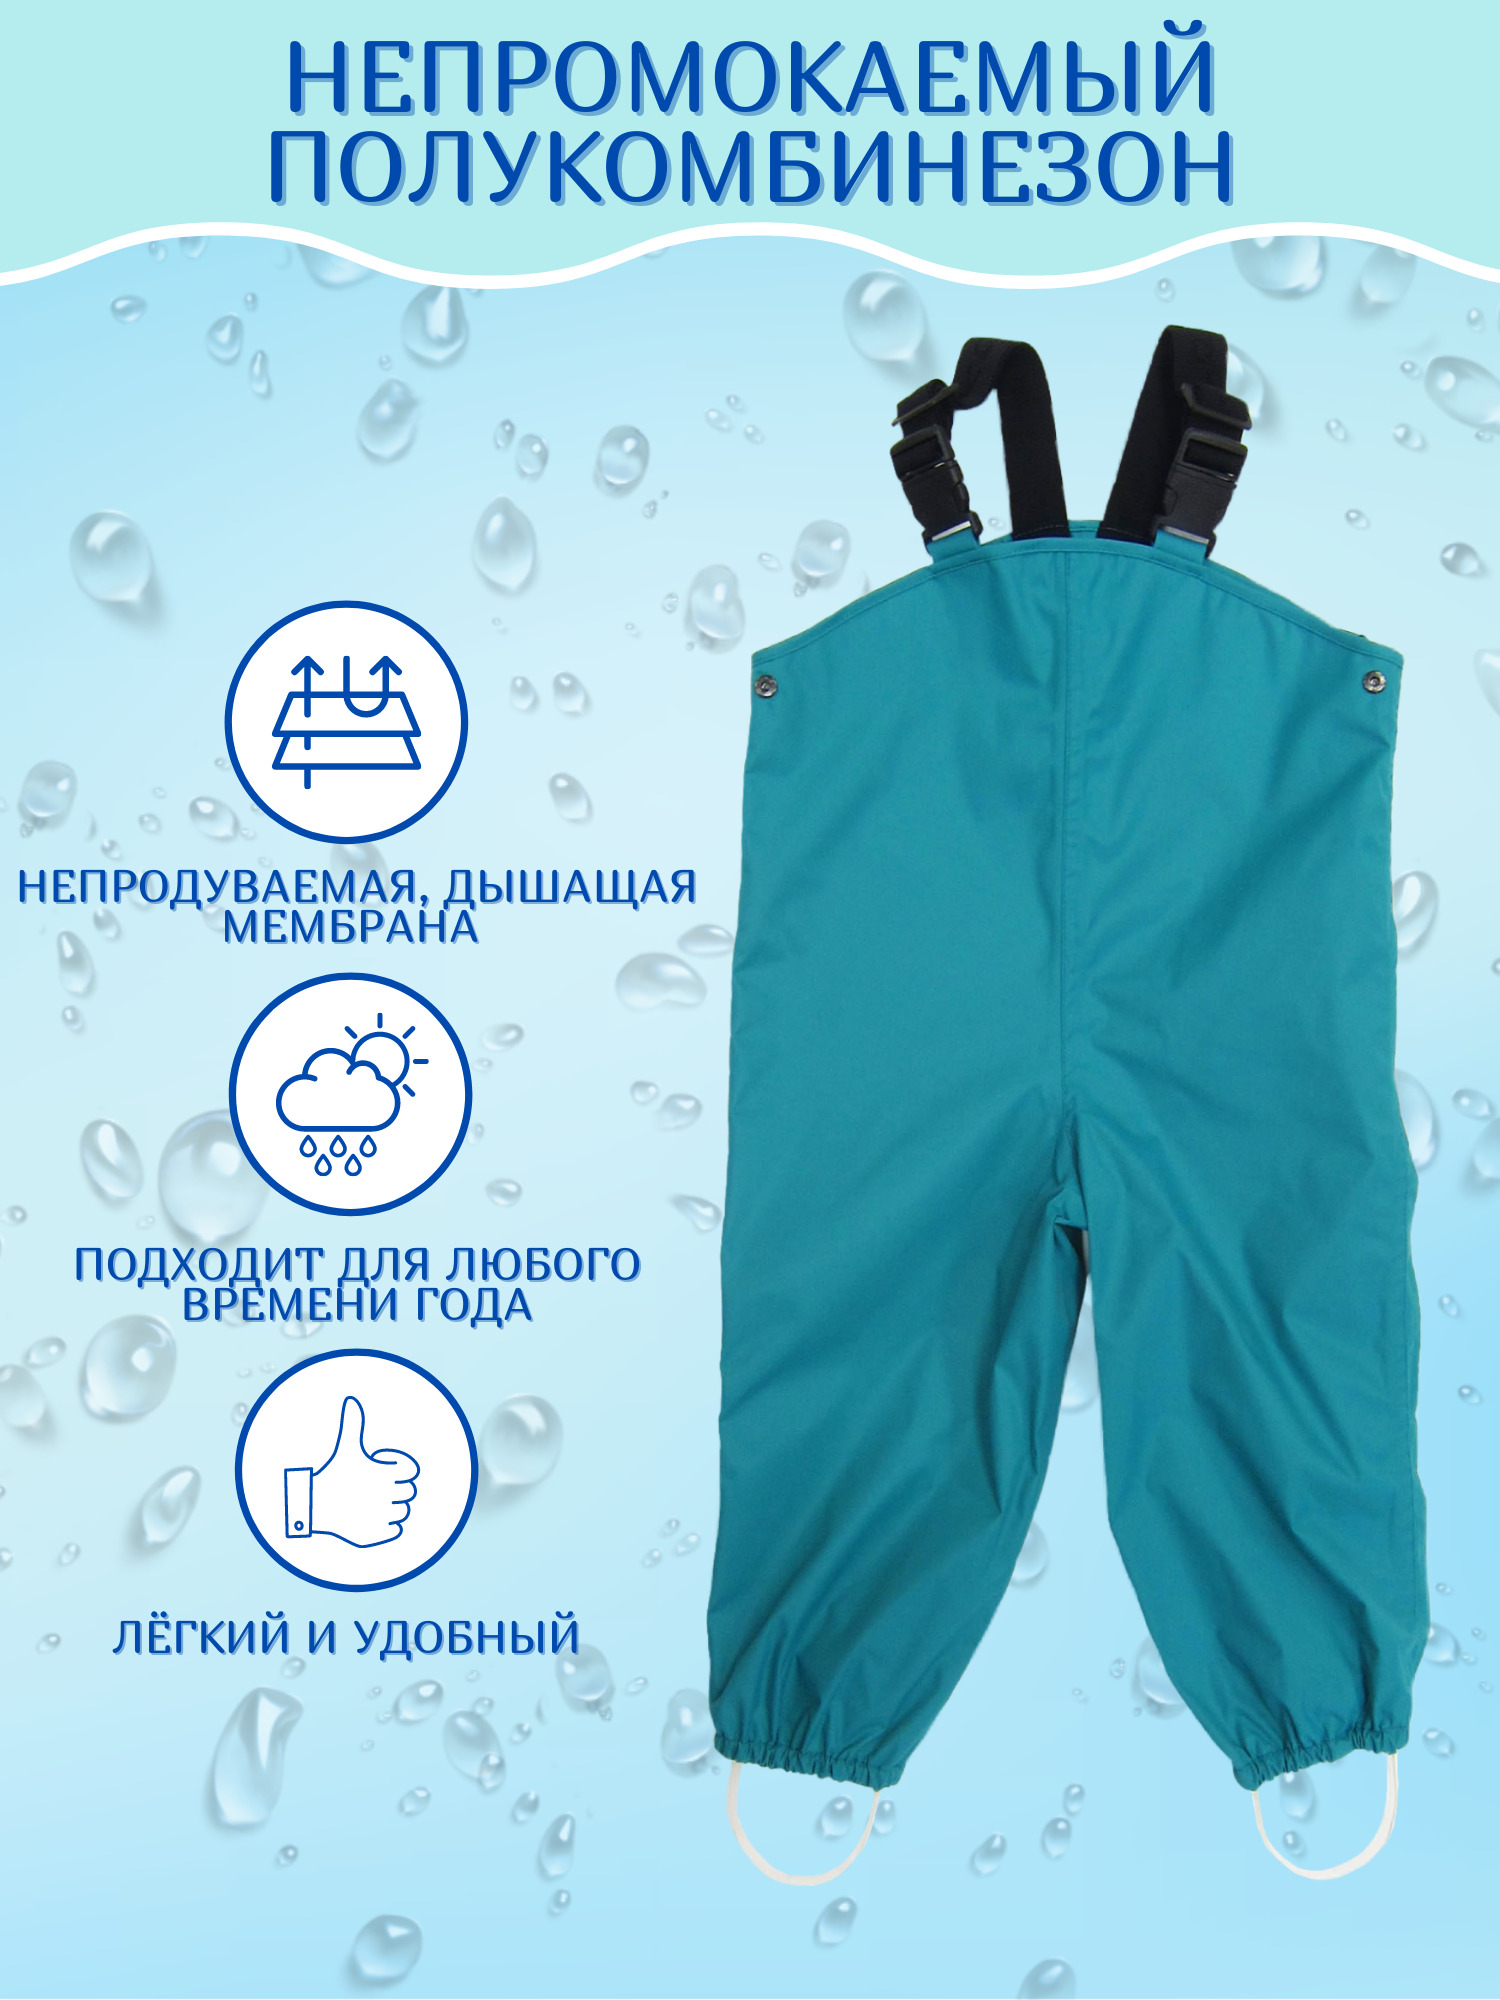 НЕПРОМОКАЕМЫЙ
ПОЛУКОМБИНЕЗОН
НЕПРОДУВАЕМАЯ, ДЫШАЩАЯ
МЕМБРАНА
ПОДХОДИТ ДЛЯ ЛЮБОГО
ВРЕМЕНИ ГОДА
ЛЁГКИЙ И УДОБНЫЙ